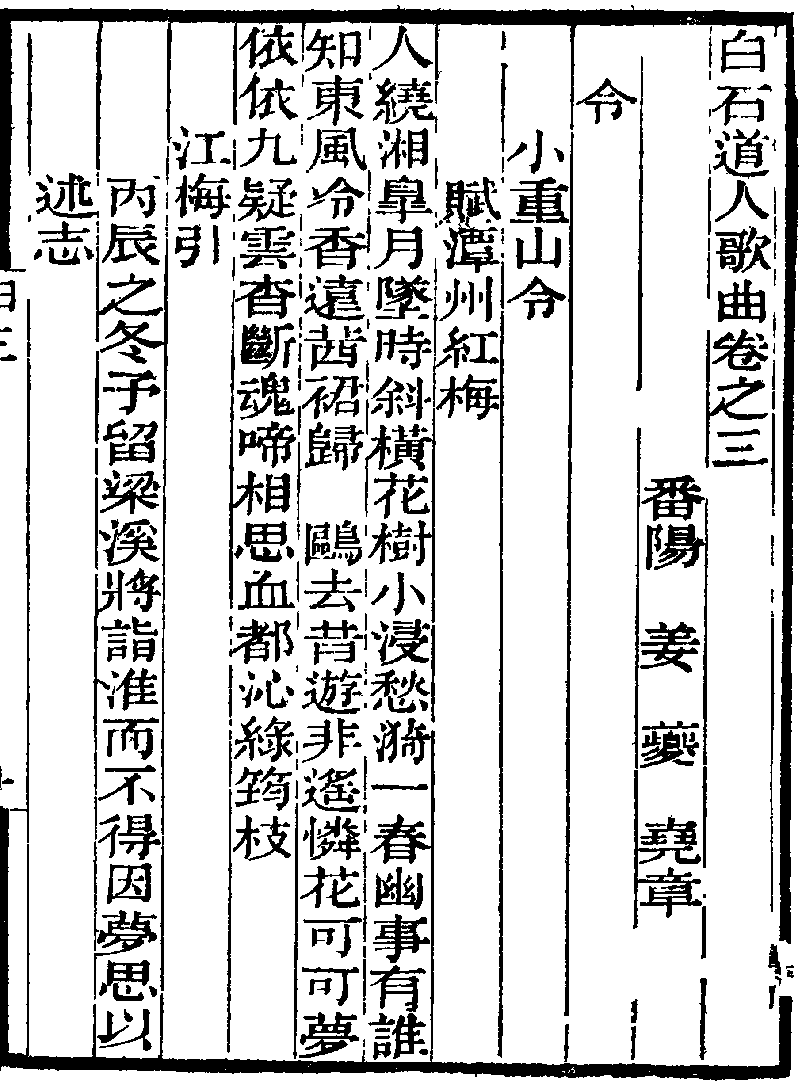 白石道人歌曲卷之三
番陽 姜 夔 堯章
令
小重山令
賦潭州紅梅
人繞湘臯月墜時斜橫花樹小浸愁漪一春幽事有誰
知東風冷香遠茜裙歸 鷗去昔遊非遙憐花可可夢
依依九疑雲杳斷魂啼相思血都沁綠筠枝
江梅引
丙辰之冬予留梁溪將詣淮而不得因夢思以
述志